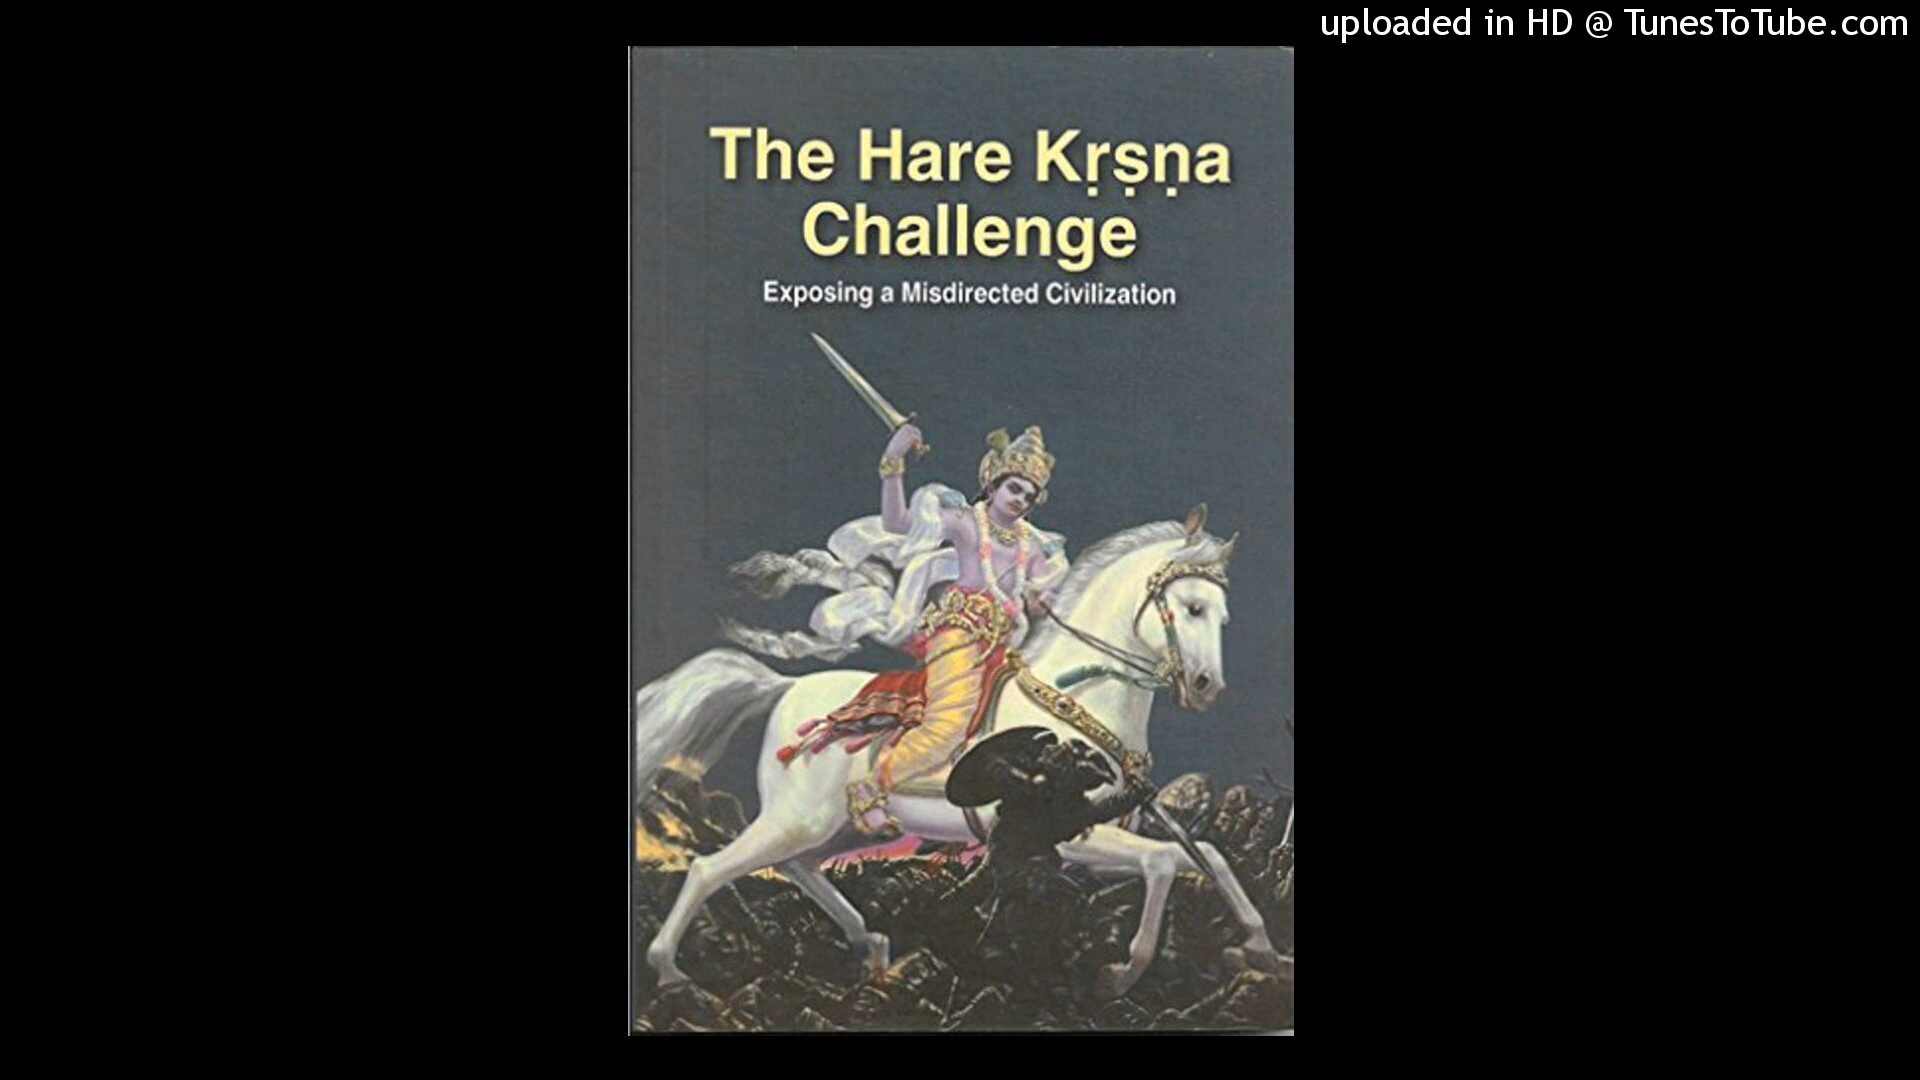 uploaded in HD @ TunesToTube.com
The Hare Kṛṣṇa
Challenge
Exposing a Misdirected Civilization